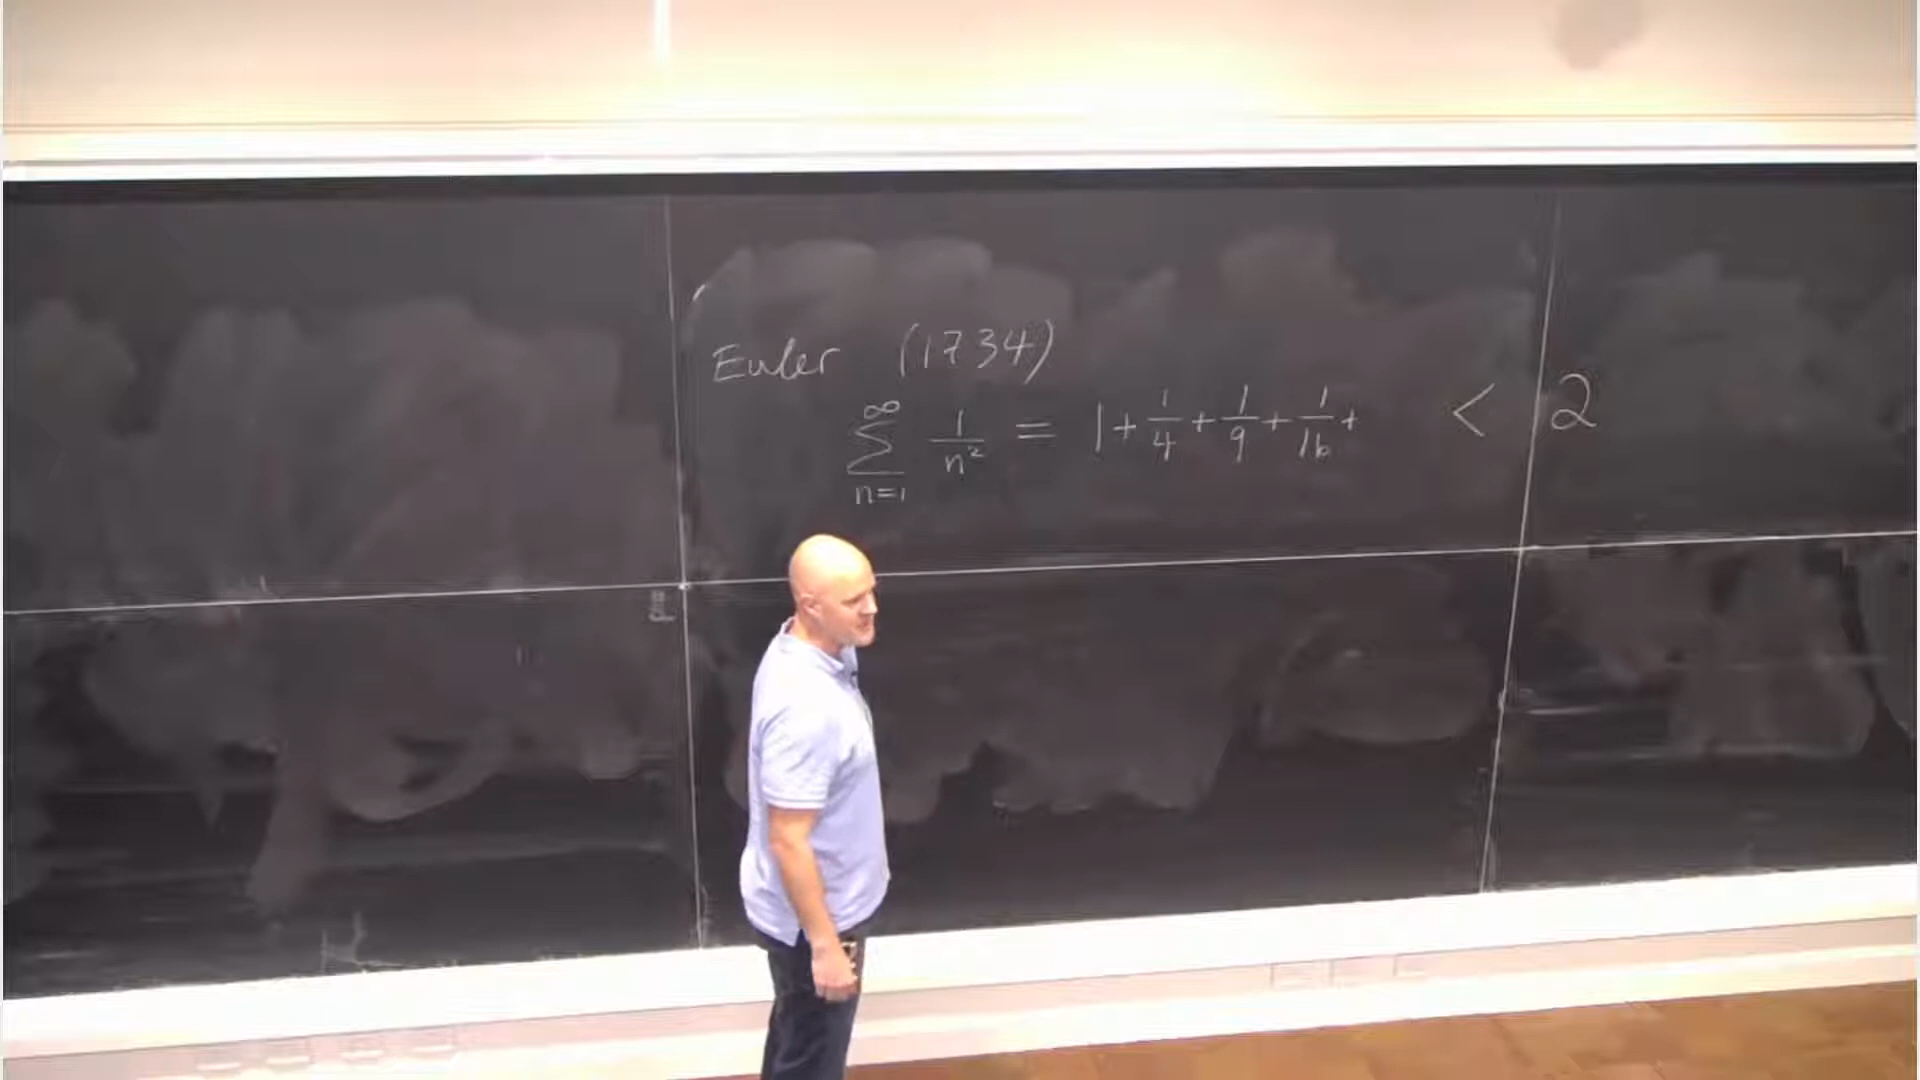 Euler (1734)
∞
∑ 1/n² = 1 + 1/4 + 1/9 + 1/16 + < 2
n=1